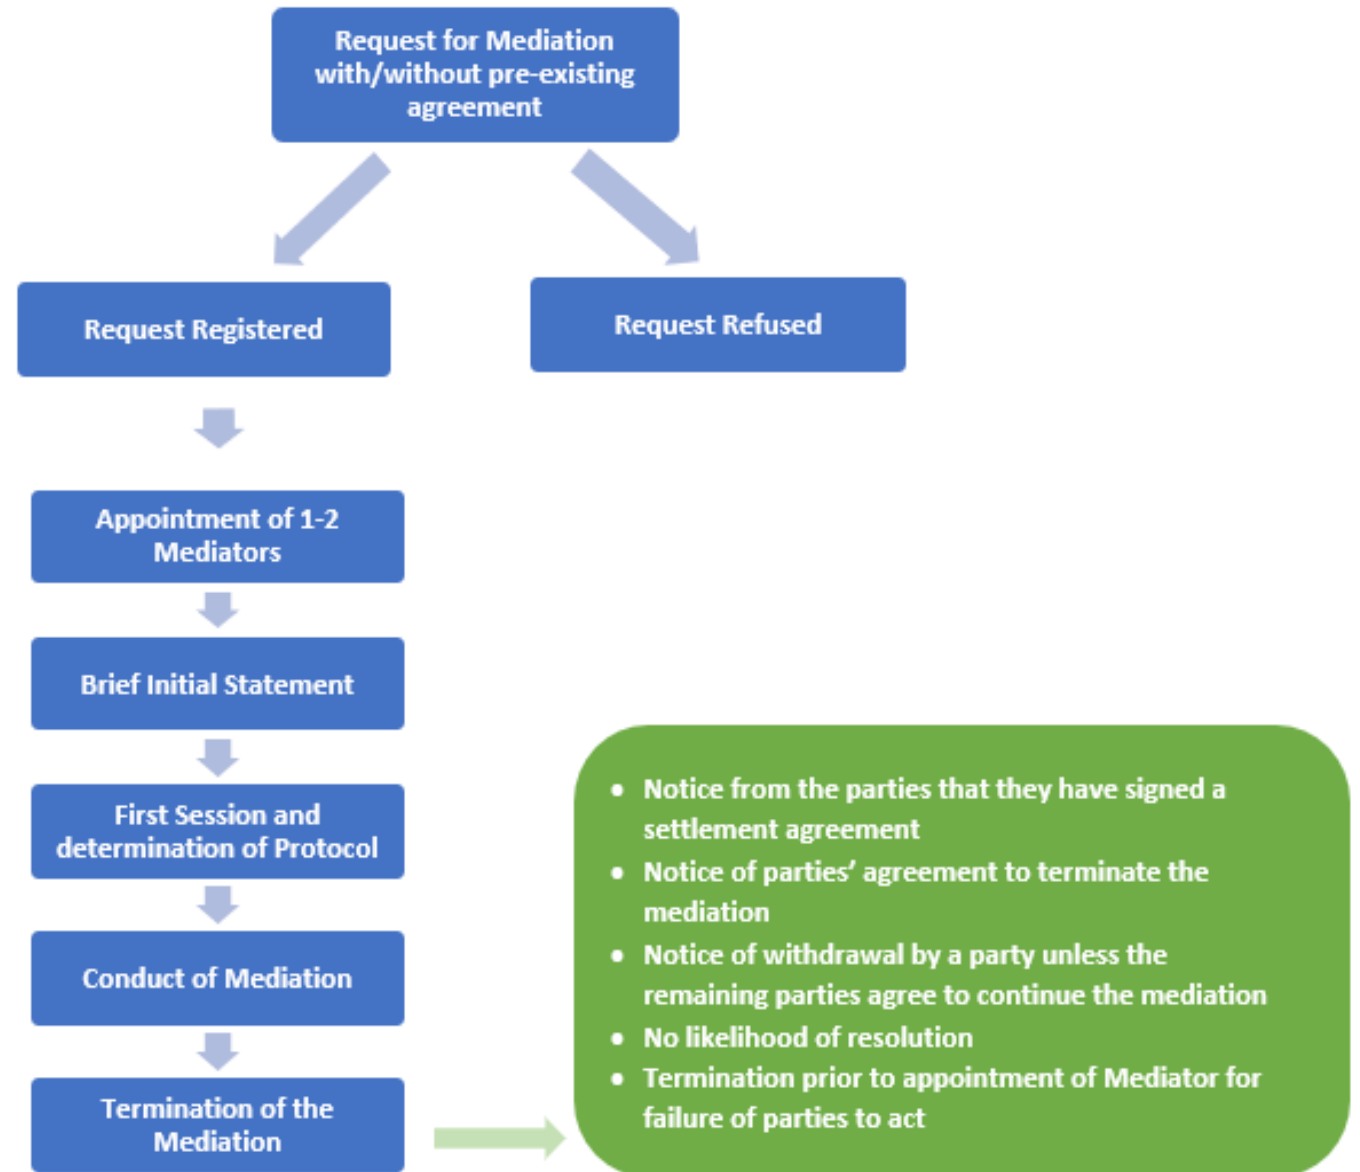 Request for Mediation
with/without pre-existing
agreement
Request Registered
Request Refused
Appointment of 1-2
Mediators
Brief Initial Statement
First Session and
determination of Protocol
Conduct of Mediation
Termination of the
Mediation
• Notice from the parties that they have signed a
settlement agreement
• Notice of parties’ agreement to terminate the
mediation
• Notice of withdrawal by a party unless the
remaining parties agree to continue the mediation
• No likelihood of resolution
• Termination prior to appointment of Mediator for
failure of parties to act